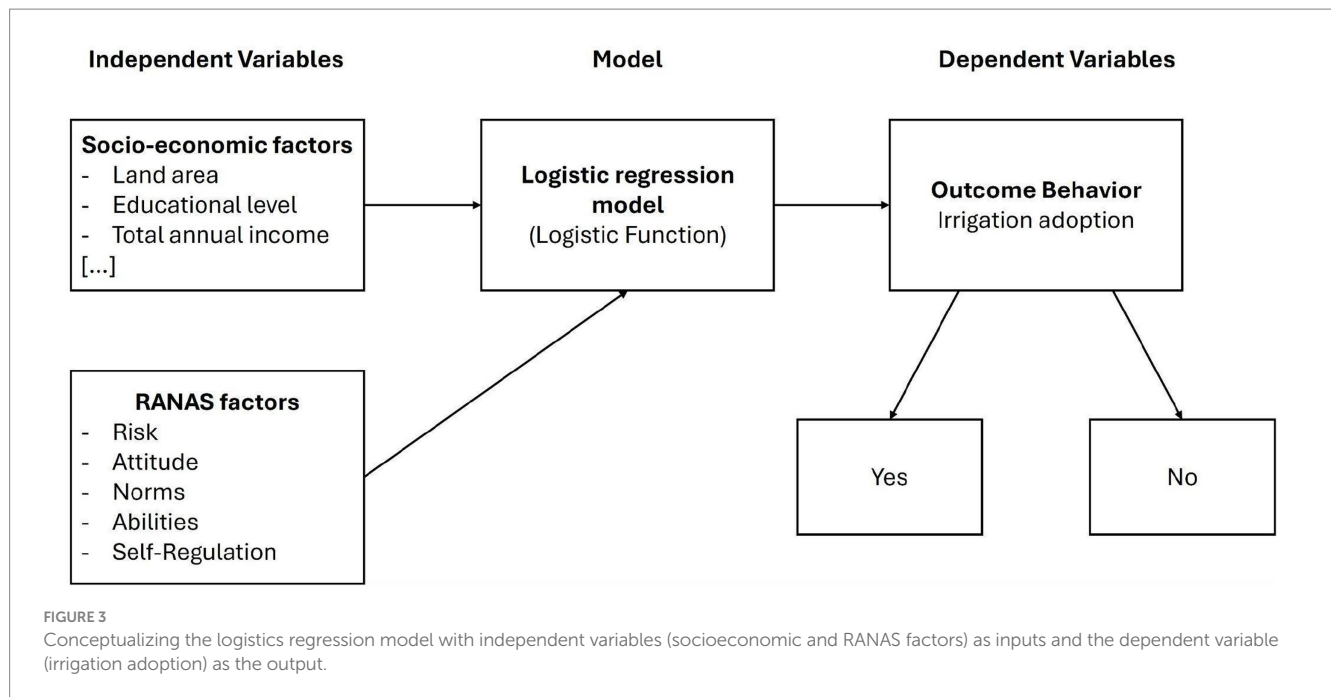 Independent Variables
Model
Dependent Variables
Socio-economic factors
- Land area
- Educational level
- Total annual income
[...]
Logistic regression
model
(Logistic Function)
Outcome Behavior
Irrigation adoption
RANAS factors
- Risk
- Attitude
- Norms
- Abilities
- Self-Regulation
Yes
No
FIGURE 3
Conceptualizing the logistics regression model with independent variables (socioeconomic and RANAS factors) as inputs and the dependent variable
(irrigation adoption) as the output.